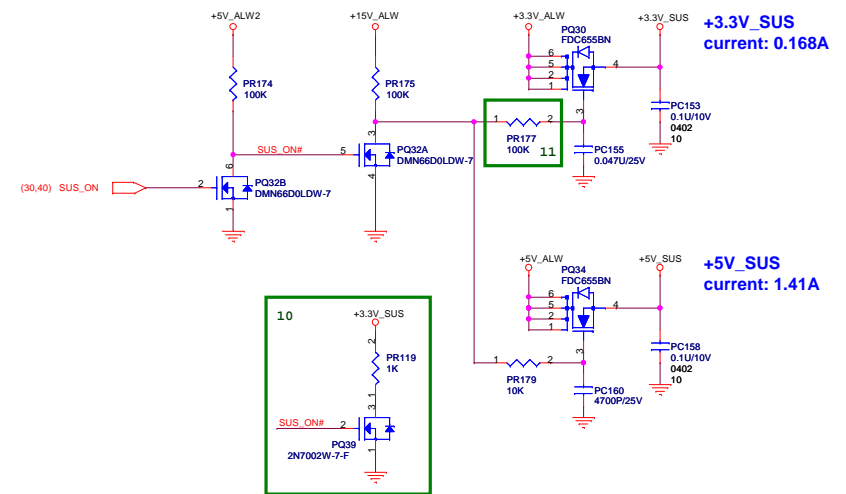 +5V_ALW2
+15V_ALW
+3.3V_ALW
+3.3V_SUS
+3.3V_SUS
current: 0.168A
PQ30
FDC655BN
6
5
2
1
4
3
PR174
100K
PR175
100K
PC153
0.1U/10V
0402
10
1
2
PR177
100K
11
PC155
0.047U/25V
SUS_ON#
5
3
4
PQ32A
DMN66D0LDW-7
(30,40) SUS_ON
2
6
1
PQ32B
DMN66D0LDW-7
+5V_ALW
+5V_SUS
+5V_SUS
current: 1.41A
PQ34
FDC655BN
6
5
2
1
4
3
PC158
0.1U/10V
0402
10
1
2
PR179
10K
PC160
4700P/25V
10
+3.3V_SUS
2
PR119
1K
1
3
SUS_ON#
2
1
PQ39
2N7002W-7-F